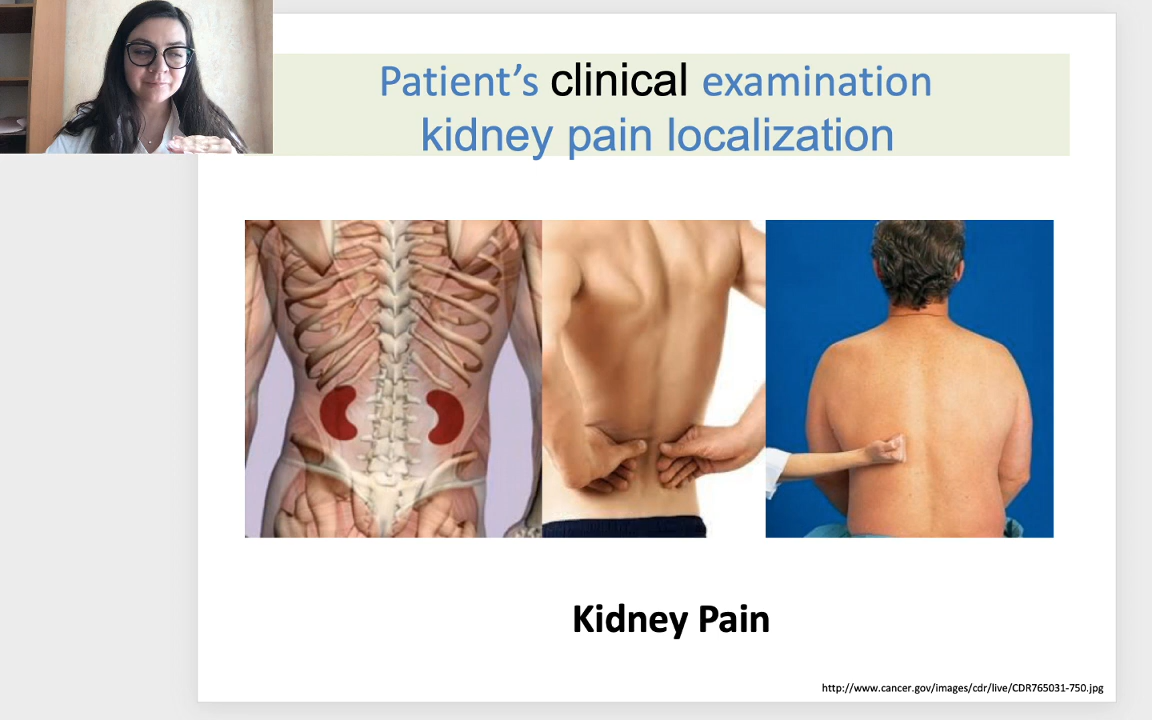 Patient’s clinical examination
kidney pain localization
Kidney Pain
http://www.cancer.gov/images/cdr/live/CDR765031-750.jpg